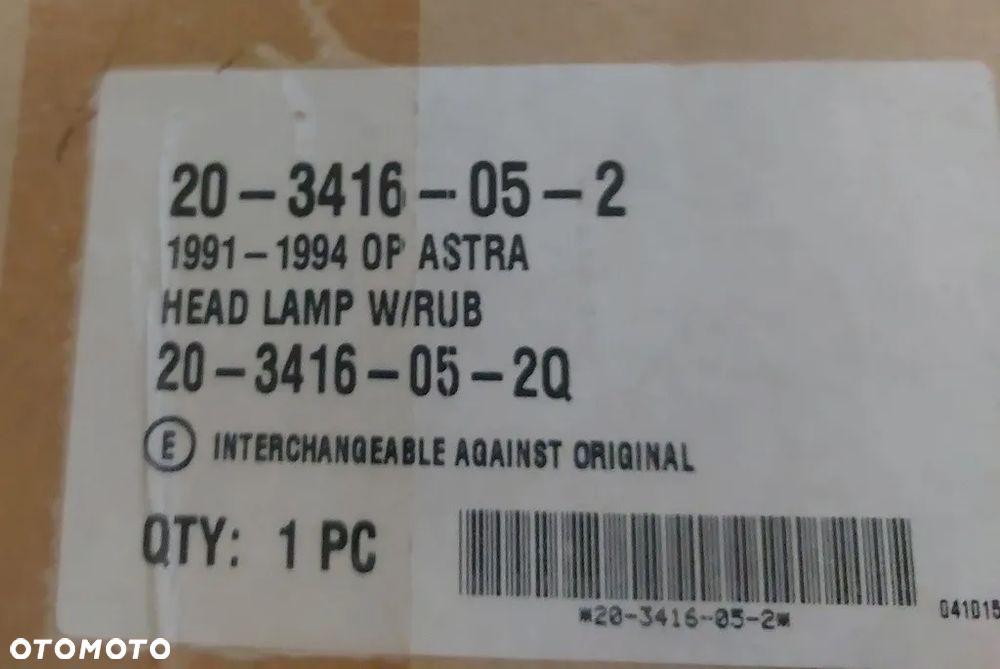 20-3416-05-2
1991-1994 OP ASTRA
HEAD LAMP W/RUB
20-3416-05-2Q
E INTERCHANGEABLE AGAINST ORIGINAL
QTY: 1 PC
*20-3416-05-2*
041015
OTOMOTO